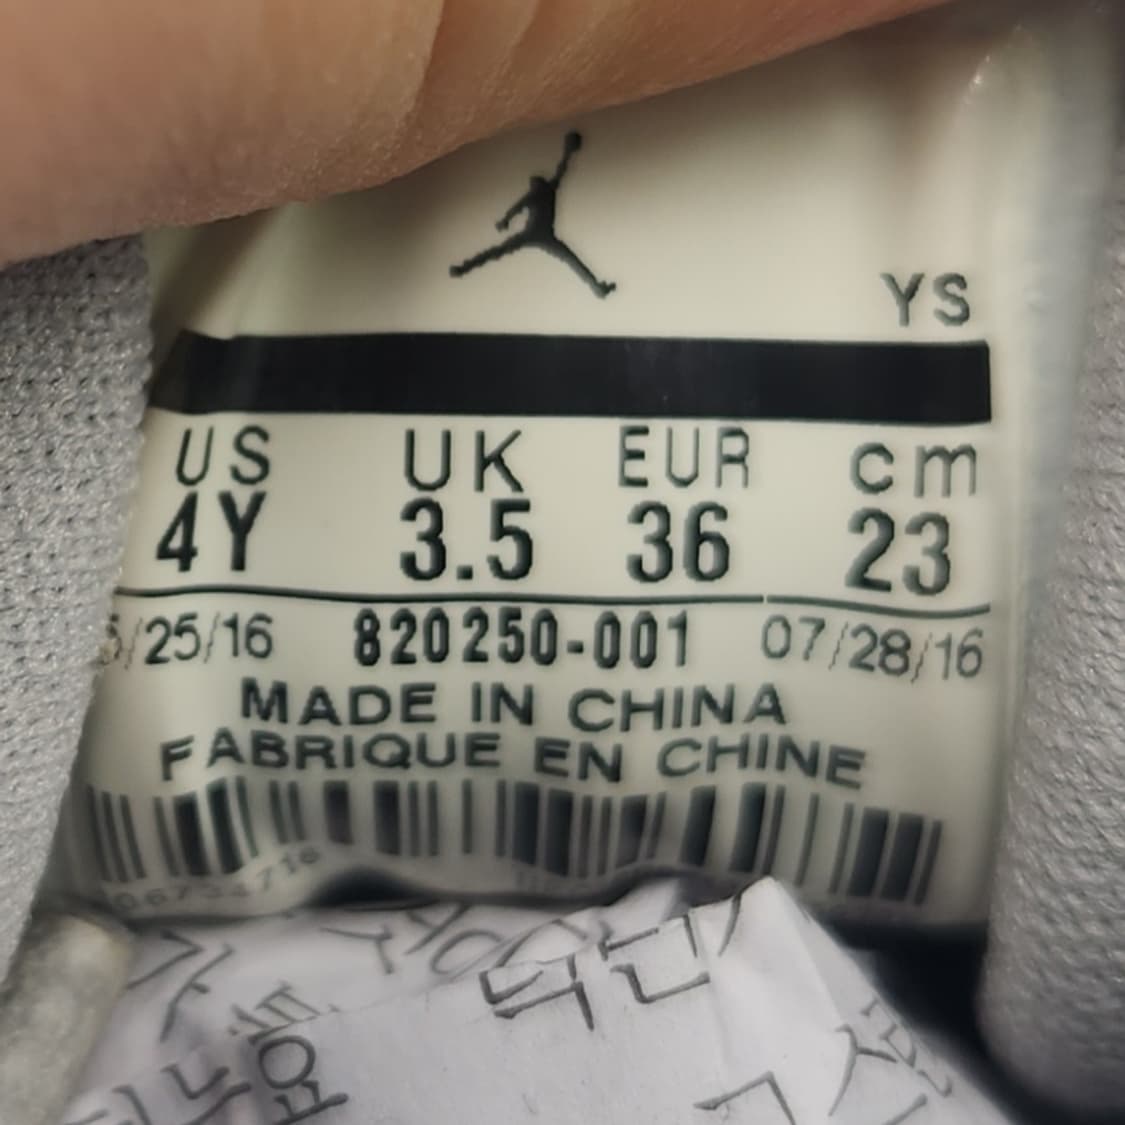 YS
US UK EUR cm
4Y 3.5 36 23
/25/16 820250-001 07/28/16
MADE IN CHINA
FABRIQUE EN CHINE